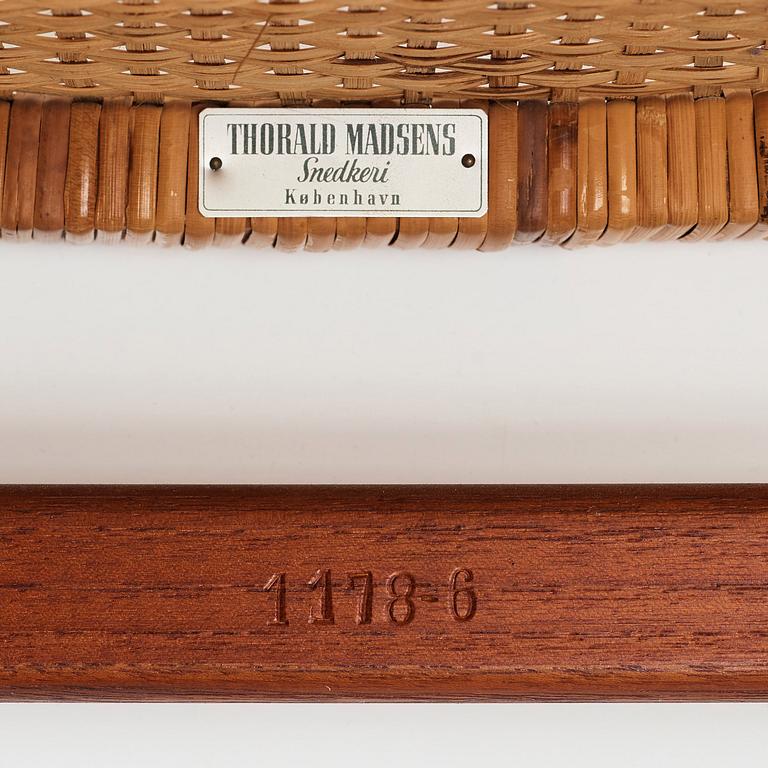 THORALD MADSENS
Snedkeri
København
1178-6